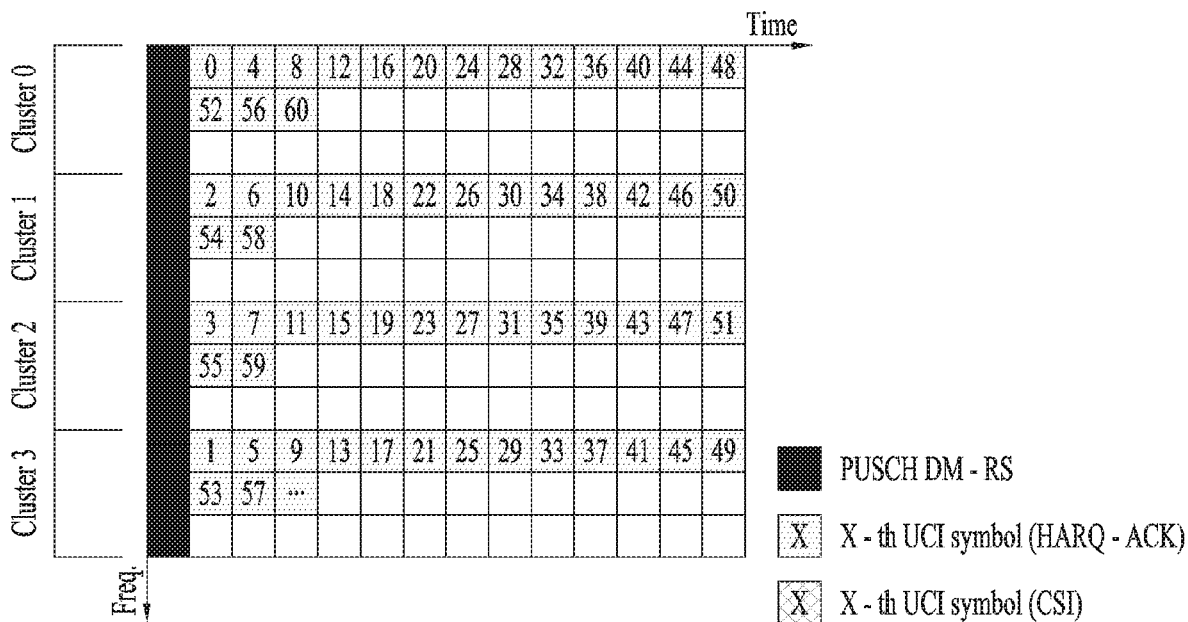 Time
Cluster 0
0 4 8 12 16 20 24 28 32 36 40 44 48
52 56 60
Cluster 1
2 6 10 14 18 22 26 30 34 38 42 46 50
54 58
Cluster 2
3 7 11 15 19 23 27 31 35 39 43 47 51
55 59
Cluster 3
1 5 9 13 17 21 25 29 33 37 41 45 49
53 57 ...
Freq.
PUSCH DM - RS
X X - th UCI symbol (HARQ - ACK)
X X - th UCI symbol (CSI)